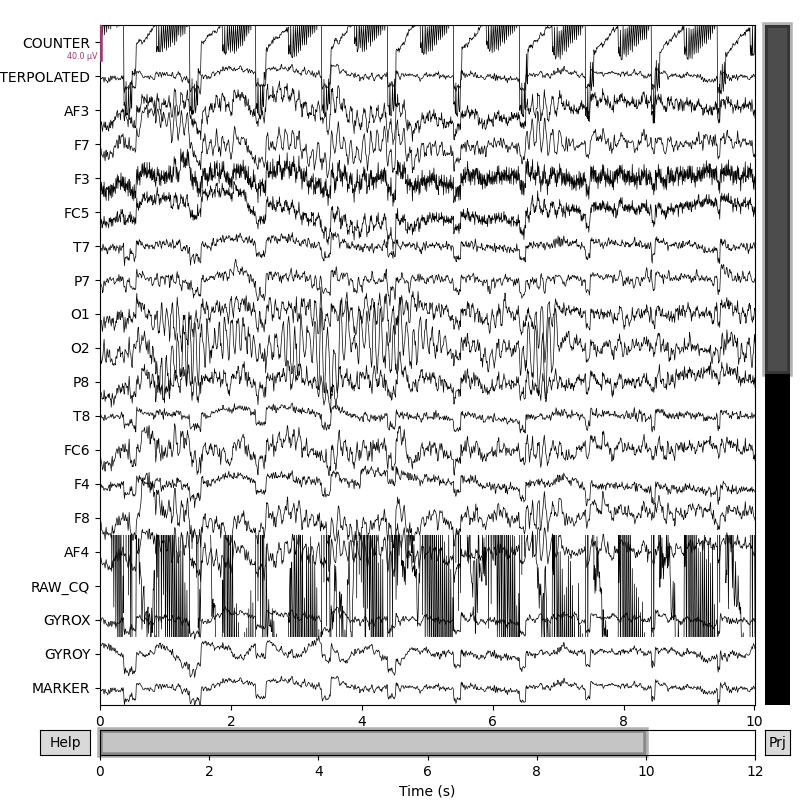 COUNTER
40.0 µV
TERPOLATED
AF3
F7
F3
FC5
T7
P7
O1
O2
P8
T8
FC6
F4
F8
AF4
RAW_CQ
GYROX
GYROY
MARKER
0 2 4 6 8 10
Help
Prj
0 2 4 6 8 10 12
Time (s)